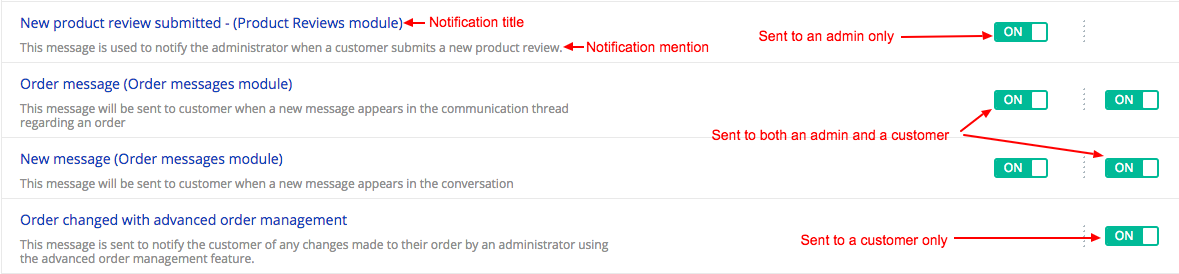 New product review submitted - (Product Reviews module) Notification title
This message is used to notify the administrator when a customer submits a new product review. Notification mention
Sent to an admin only ON
Order message (Order messages module)
This message will be sent to customer when a new message appears in the communication thread
regarding an order
ON ON
Sent to both an admin and a customer
New message (Order messages module)
This message will be sent to customer when a new message appears in the conversation
ON ON
Order changed with advanced order management
This message is sent to notify the customer of any changes made to their order by an administrator using
the advanced order management feature.
Sent to a customer only ON